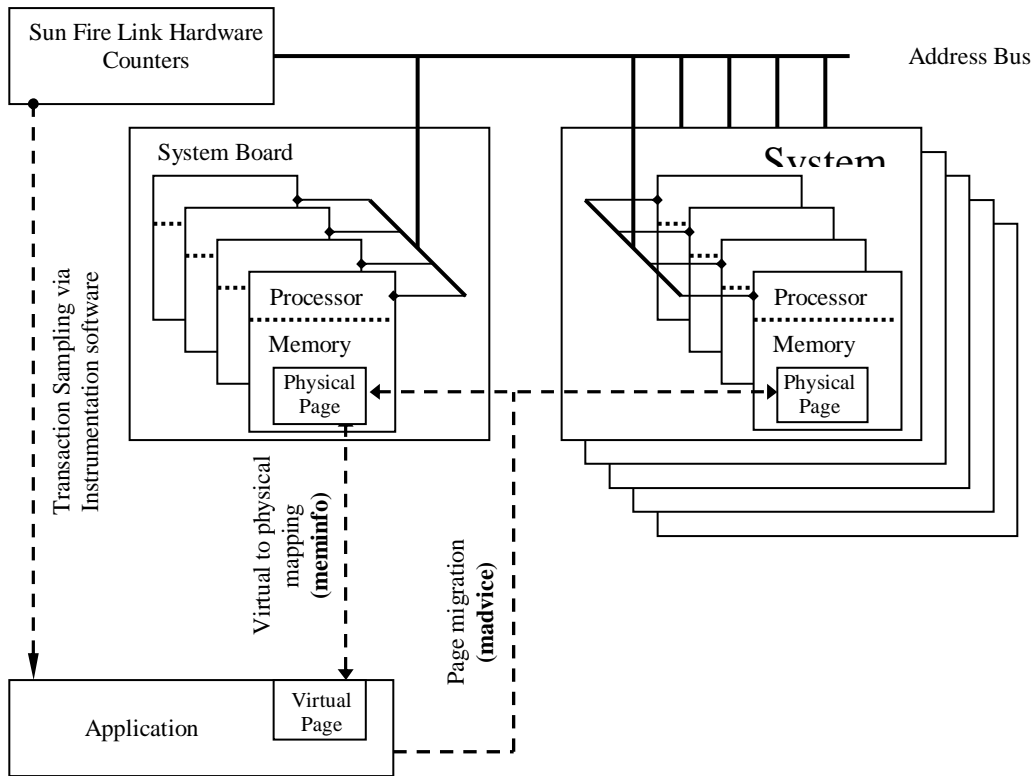 Sun Fire Link Hardware
Counters
Address Bus
System Board
System
Processor
Memory
Physical
Page
Processor
Memory
Physical
Page
Transaction Sampling via
Instrumentation software
Virtual to physical
mapping
(meminfo)
Page migration
(madvice)
Application
Virtual
Page